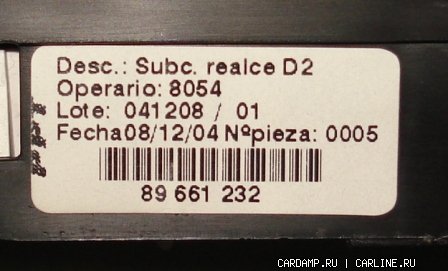 Desc.: Subc. realce D2
Operario: 8054
Lote: 041208 / 01
Fecha08/12/04 Nºpieza: 0005
89 661 232
CARDAMP.RU | CARLINE.RU